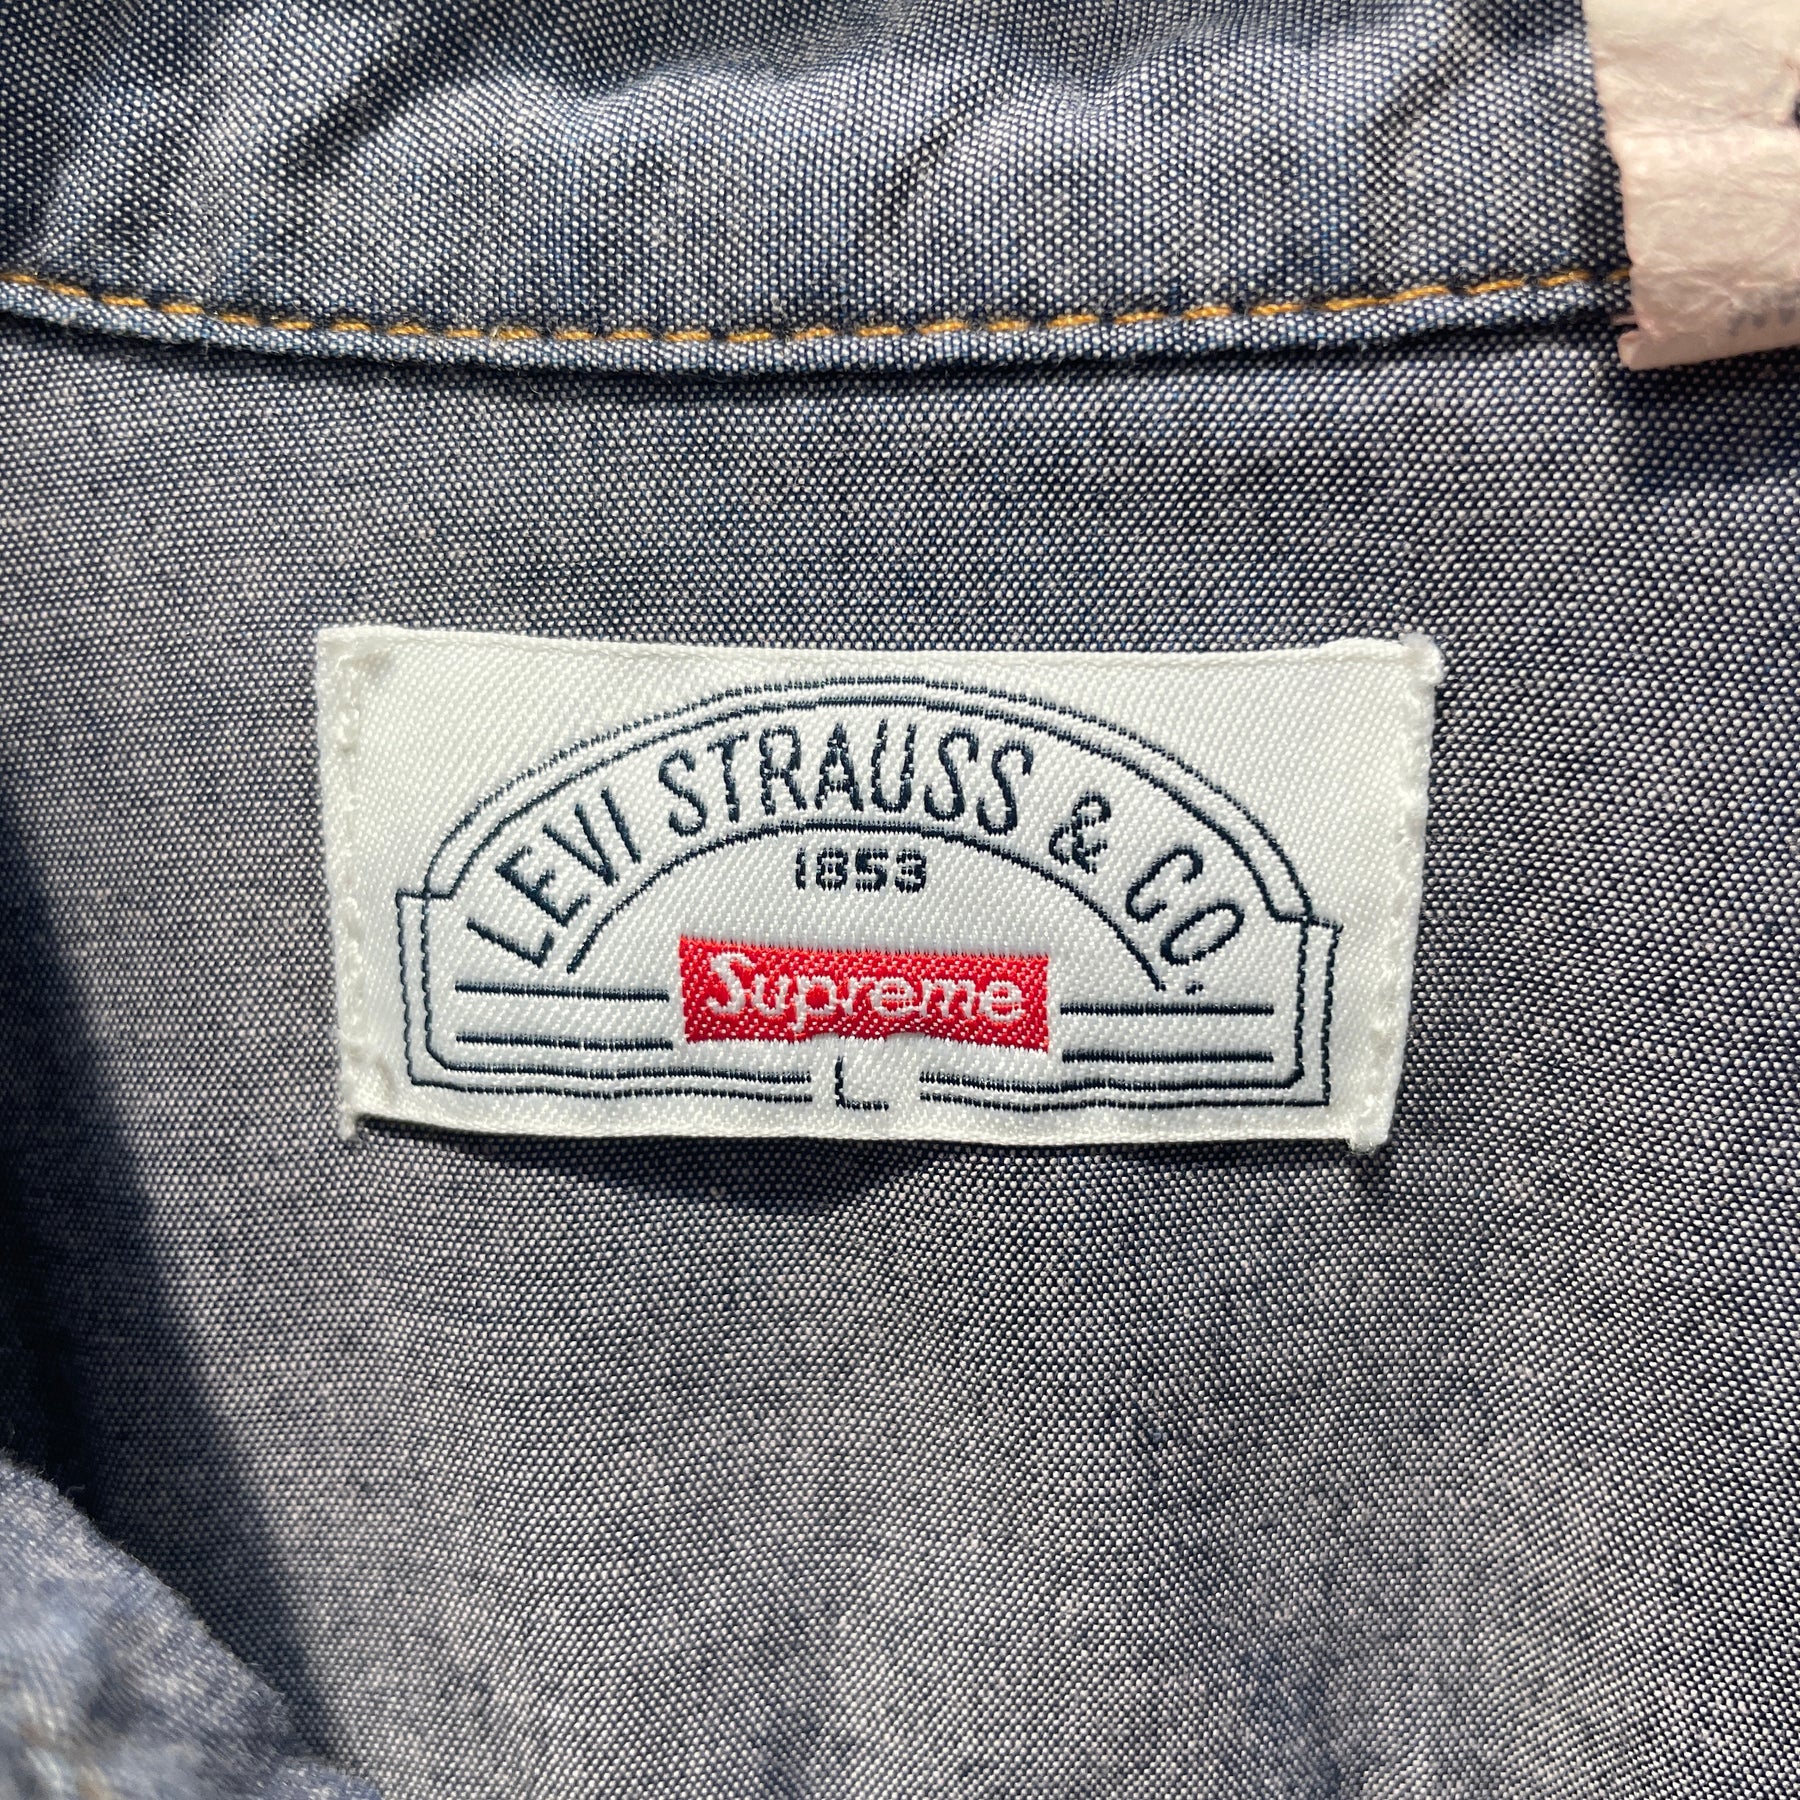 LEVI STRAUSS & CO.
1853
Supreme
L